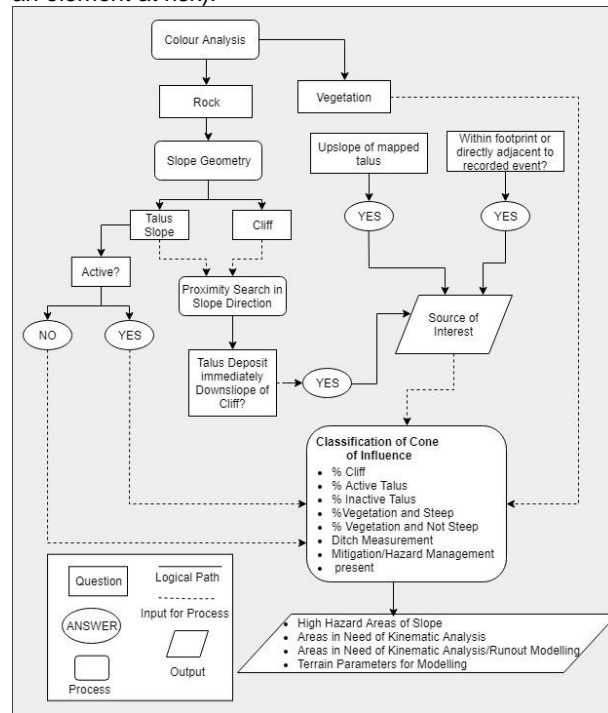 an element at risk).
Colour Analysis
Rock
Vegetation
Slope Geometry
Upslope of mapped
talus
Within footprint or
directly adjacent to
recorded event?
YES
YES
Talus
Slope
Cliff
Active?
Proximity Search in
Slope Direction
NO
YES
Source of
Interest
Talus Deposit
immediately
Downsliope of
Cliff?
YES
Classification of Cone
of Influence
• % Cliff
• % Active Talus
• % Inactive Talus
• %Vegetation and Steep
• % Vegetation and Not Steep
• Ditch Measurement
• Mitigation/Hazard Management
• present
Question
Logical Path
Input for Process
ANSWER
Output
Process
• High Hazard Areas of Slope
• Areas in Need of Kinematic Analysis
• Areas in Need of Kinematic Analysis/Runout Modelling
• Terrain Parameters for Modelling